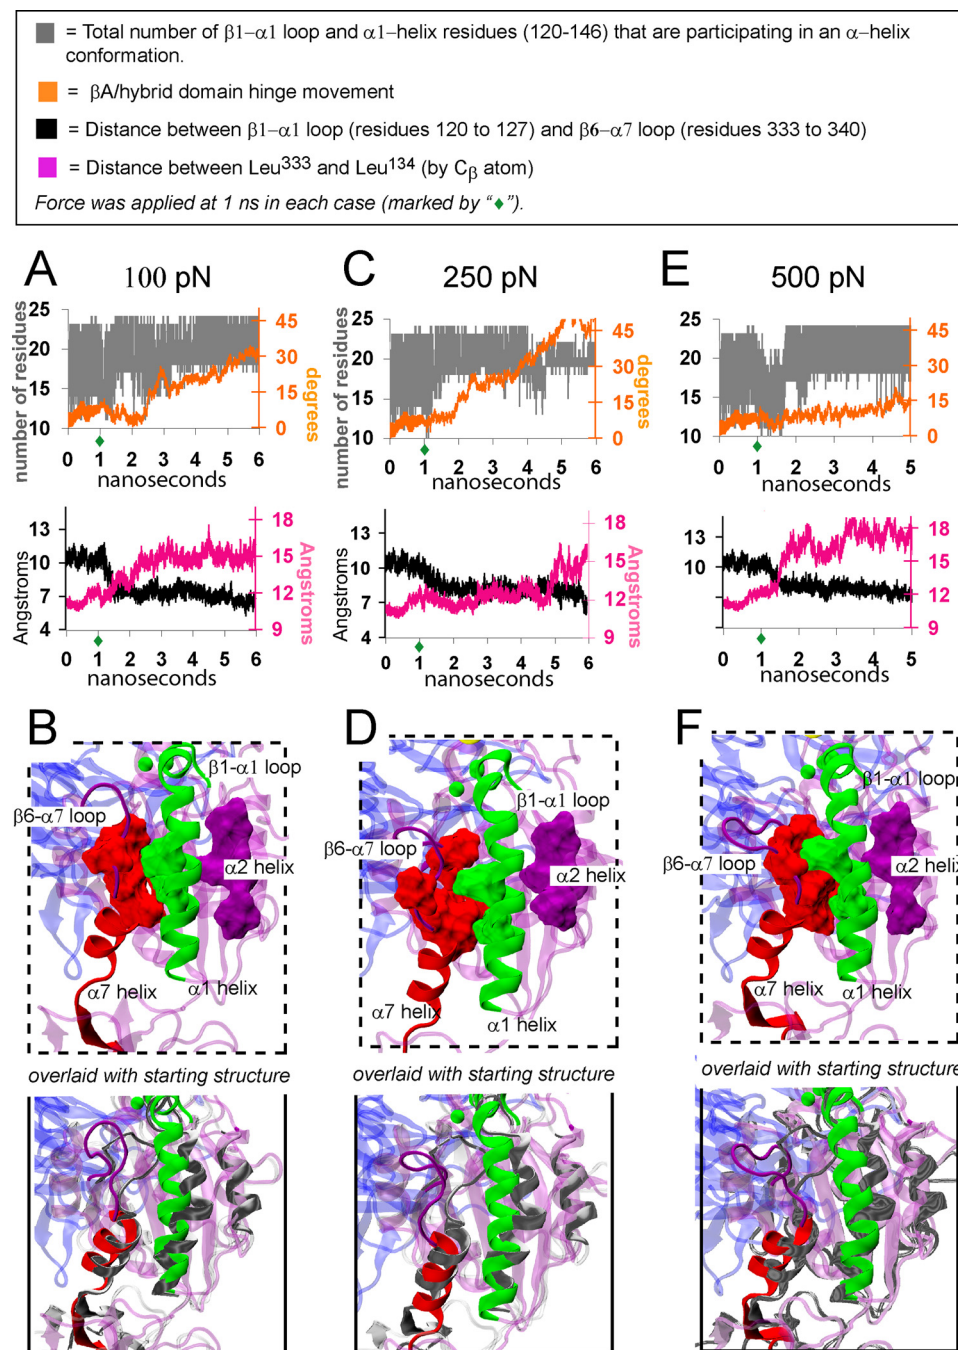 = Total number of β1–α1 loop and α1–helix residues (120-146) that are participating in an α–helix
conformation.
= βA/hybrid domain hinge movement
= Distance between β1–α1 loop (residues 120 to 127) and β6–α7 loop (residues 333 to 340)
= Distance between Leu³³³ and Leu¹³⁴ (by Cβ atom)
Force was applied at 1 ns in each case (marked by “♦”).
A 100 pN
C 250 pN
E 500 pN
number of residues
25
20
15
10
45
30
15
0
degrees
0 1 2 3 4 5 6
nanoseconds
number of residues
25
20
15
10
45
30
15
0
degrees
0 1 2 3 4 5 6
nanoseconds
25
20
15
10
45
30
15
0
0 1 2 3 4 5
nanoseconds
Angstroms
13
10
7
4
18
15
12
9
Angstroms
0 1 2 3 4 5 6
nanoseconds
Angstroms
13
10
7
4
18
15
12
9
Angstroms
0 1 2 3 4 5 6
nanoseconds
13
10
7
18
15
12
9
0 1 2 3 4 5
nanoseconds
B
β1-α1 loop
β6-α7 loop
α2 helix
α7 helix
α1 helix
overlaid with starting structure
D
β1-α1 loop
β6-α7 loop
α2 helix
α7 helix
α1 helix
overlaid with starting structure
F
β1-α1 loop
β6-α7 loop
α2 helix
α7 helix
α1 helix
overlaid with starting structure